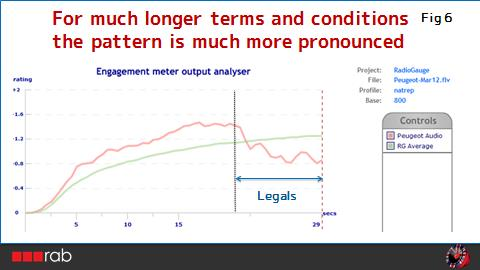 For much longer terms and conditions
the pattern is much more pronounced
Fig 6
Engagement meter output analyser
Project: RadioGauge
File: Peugeot-Mar12.flv
Profile: natrep
Base: 800
Controls
Peugeot Audio
RG Average
rating
+2
-1.6
-1.2
-0.8
-0.4
0
5
10
15
29
secs
Legals
rab